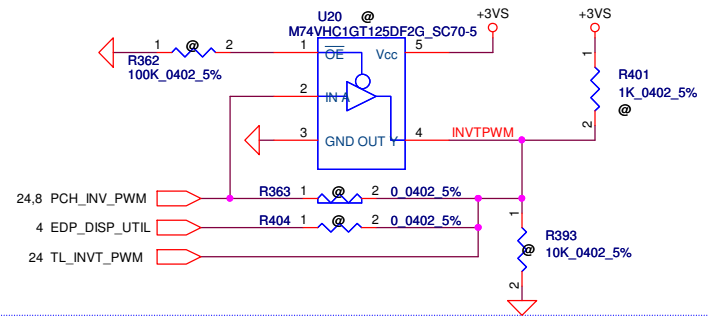 U20 @
M74VHC1GT125DF2G_SC70-5
+3VS
+3VS
1 @ 2
R362
100K_0402_5%
1 OE Vcc 5
2 IN A
3 GND OUT Y 4
INVTPWM
1
R401
1K_0402_5%
@
2
24,8 PCH_INV_PWM
R363 1 @ 2 0_0402_5%
4 EDP_DISP_UTIL
R404 1 @ 2 0_0402_5%
24 TL_INVT_PWM
1
R393
@
10K_0402_5%
2